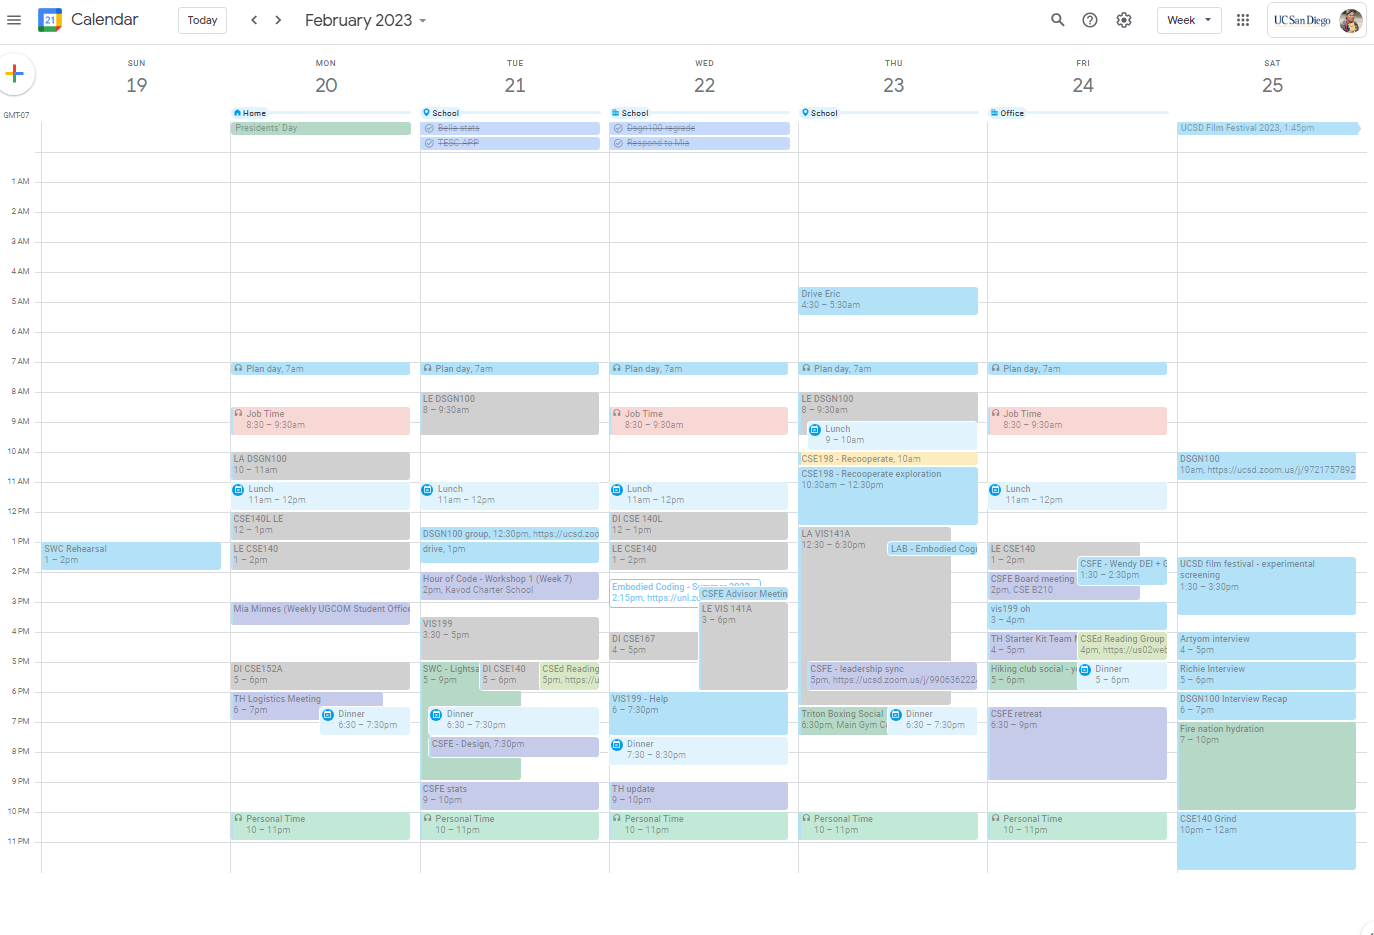 Calendar
Today
February 2023
Week
UC San Diego
SUN
19
MON
20
TUE
21
WED
22
THU
23
FRI
24
SAT
25
GMT-07
Home
School
School
School
Office
Presidents' Day
Bella stats
TESC APP
Dsgn100 regrade
Respond to Mia
UCSD Film Festival 2023, 1:45pm
1 AM
2 AM
3 AM
4 AM
5 AM
6 AM
7 AM
8 AM
9 AM
10 AM
11 AM
12 PM
1 PM
2 PM
3 PM
4 PM
5 PM
6 PM
7 PM
8 PM
9 PM
10 PM
11 PM
SWC Rehearsal
1 – 2pm
Plan day, 7am
Job Time
8:30 – 9:30am
LA DSGN100
10 – 11am
Lunch
11am – 12pm
CSE140L LE
12 – 1pm
LE CSE140
1 – 2pm
Mia Minnes (Weekly UGCOM Student Office
DI CSE152A
5 – 6pm
TH Logistics Meeting
6 – 7pm
Dinner
6:30 – 7:30pm
Personal Time
10 – 11pm
Plan day, 7am
LE DSGN100
8 – 9:30am
Lunch
11am – 12pm
DSGN100 group, 12:30pm, https://ucsd.zoo
drive, 1pm
Hour of Code - Workshop 1 (Week 7)
2pm, Kavod Charter School
VIS199
3:30 – 5pm
SWC - Lightsa
5 – 9pm
DI CSE140
5 – 6pm
CSEd Reading
5pm, https://u
Dinner
6:30 – 7:30pm
CSFE - Design, 7:30pm
CSFE stats
9 – 10pm
Personal Time
10 – 11pm
Plan day, 7am
Job Time
8:30 – 9:30am
Lunch
11am – 12pm
DI CSE 140L
12 – 1pm
LE CSE140
1 – 2pm
Embodied Coding - Summer 2023
2:15pm, https://unl.zo
CSFE Advisor Meetin
LE VIS 141A
3 – 6pm
DI CSE167
4 – 5pm
VIS199 - Help
6 – 7:30pm
Dinner
7:30 – 8:30pm
TH update
9 – 10pm
Personal Time
10 – 11pm
Drive Eric
4:30 – 5:30am
Plan day, 7am
LE DSGN100
8 – 9:30am
Lunch
9 – 10am
CSE198 - Recooperate, 10am
CSE198 - Recooperate exploration
10:30am – 12:30pm
LA VIS141A
12:30 – 6:30pm
LAB - Embodied Cog
CSFE - leadership sync
5pm, https://ucsd.zoom.us/j/990636222
Triton Boxing Social
6:30pm, Main Gym C
Dinner
6:30 – 7:30pm
Personal Time
10 – 11pm
Plan day, 7am
Job Time
8:30 – 9:30am
Lunch
11am – 12pm
LE CSE140
1 – 2pm
CSFE - Wendy DEI + G
1:30 – 2:30pm
CSFE Board meeting
2pm, CSE B210
vis199 oh
3 – 4pm
TH Starter Kit Team M
4 – 5pm
CSEd Reading Group
4pm, https://us02web
Hiking club social - y
5 – 6pm
Dinner
5 – 6pm
CSFE retreat
6:30 – 9pm
Personal Time
10 – 11pm
DSGN100
10am, https://ucsd.zoom.us/j/9721757892
UCSD film festival - experimental
screening
1:30 – 3:30pm
Artyom interview
4 – 5pm
Richie Interview
5 – 6pm
DSGN100 Interview Recap
6 – 7pm
Fire nation hydration
7 – 10pm
CSE140 Grind
10pm – 12am